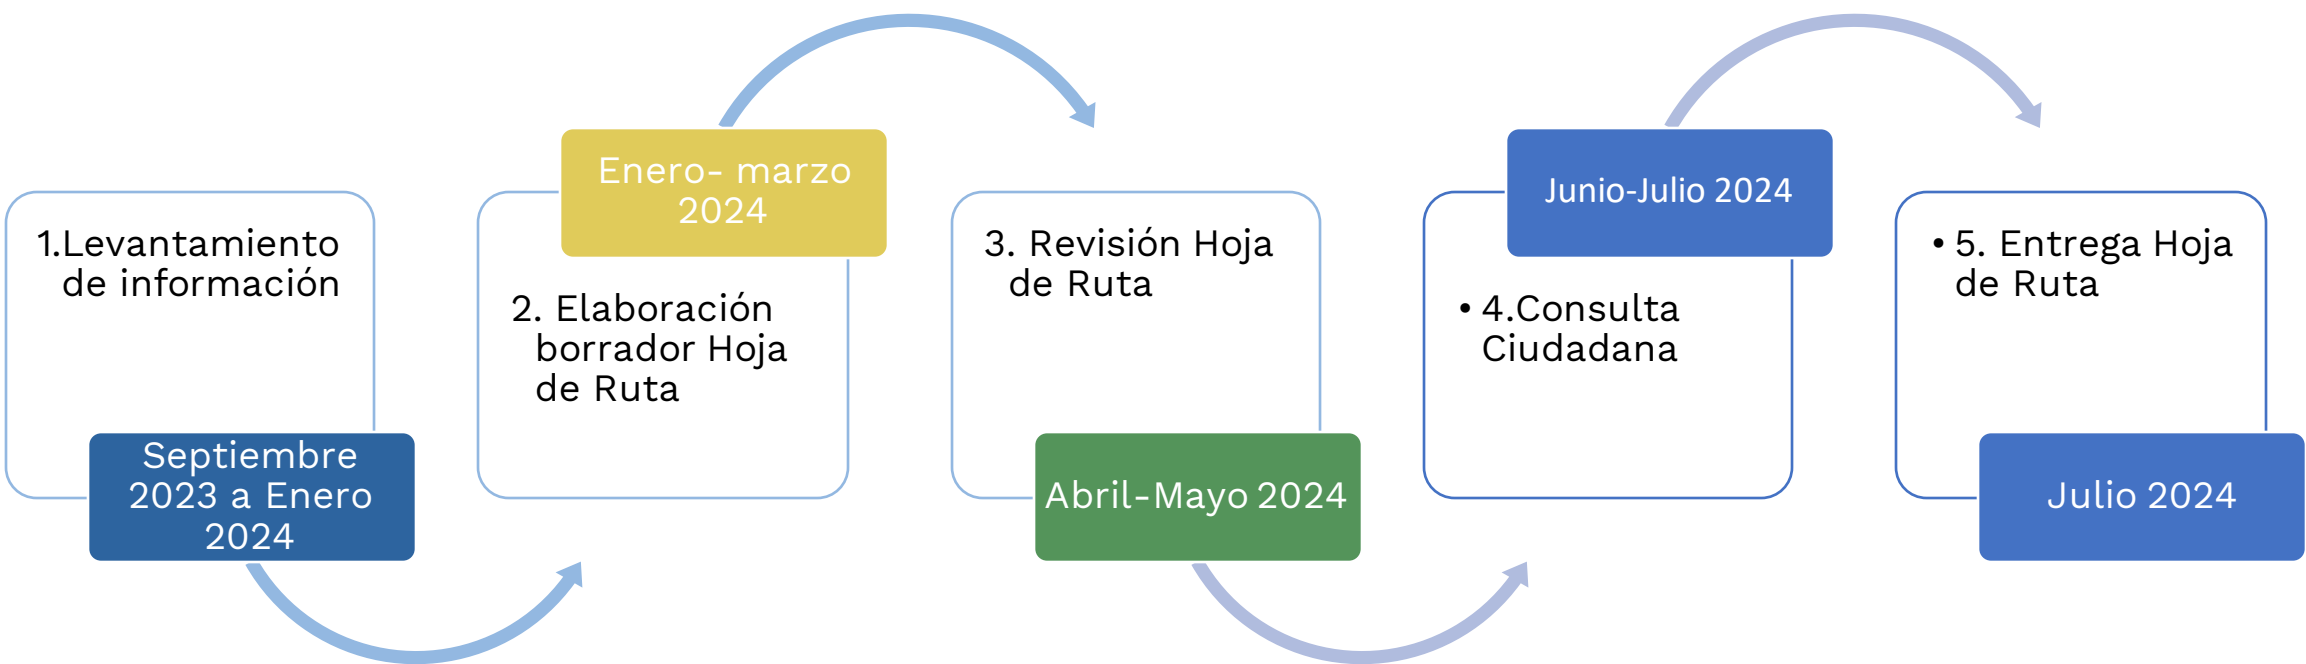 1.Levantamiento
de información
Septiembre
2023 a Enero
2024
Enero- marzo
2024
2. Elaboración
borrador Hoja
de Ruta
3. Revisión Hoja
de Ruta
Abril-Mayo 2024
Junio-Julio 2024
• 4.Consulta
Ciudadana
• 5. Entrega Hoja
de Ruta
Julio 2024